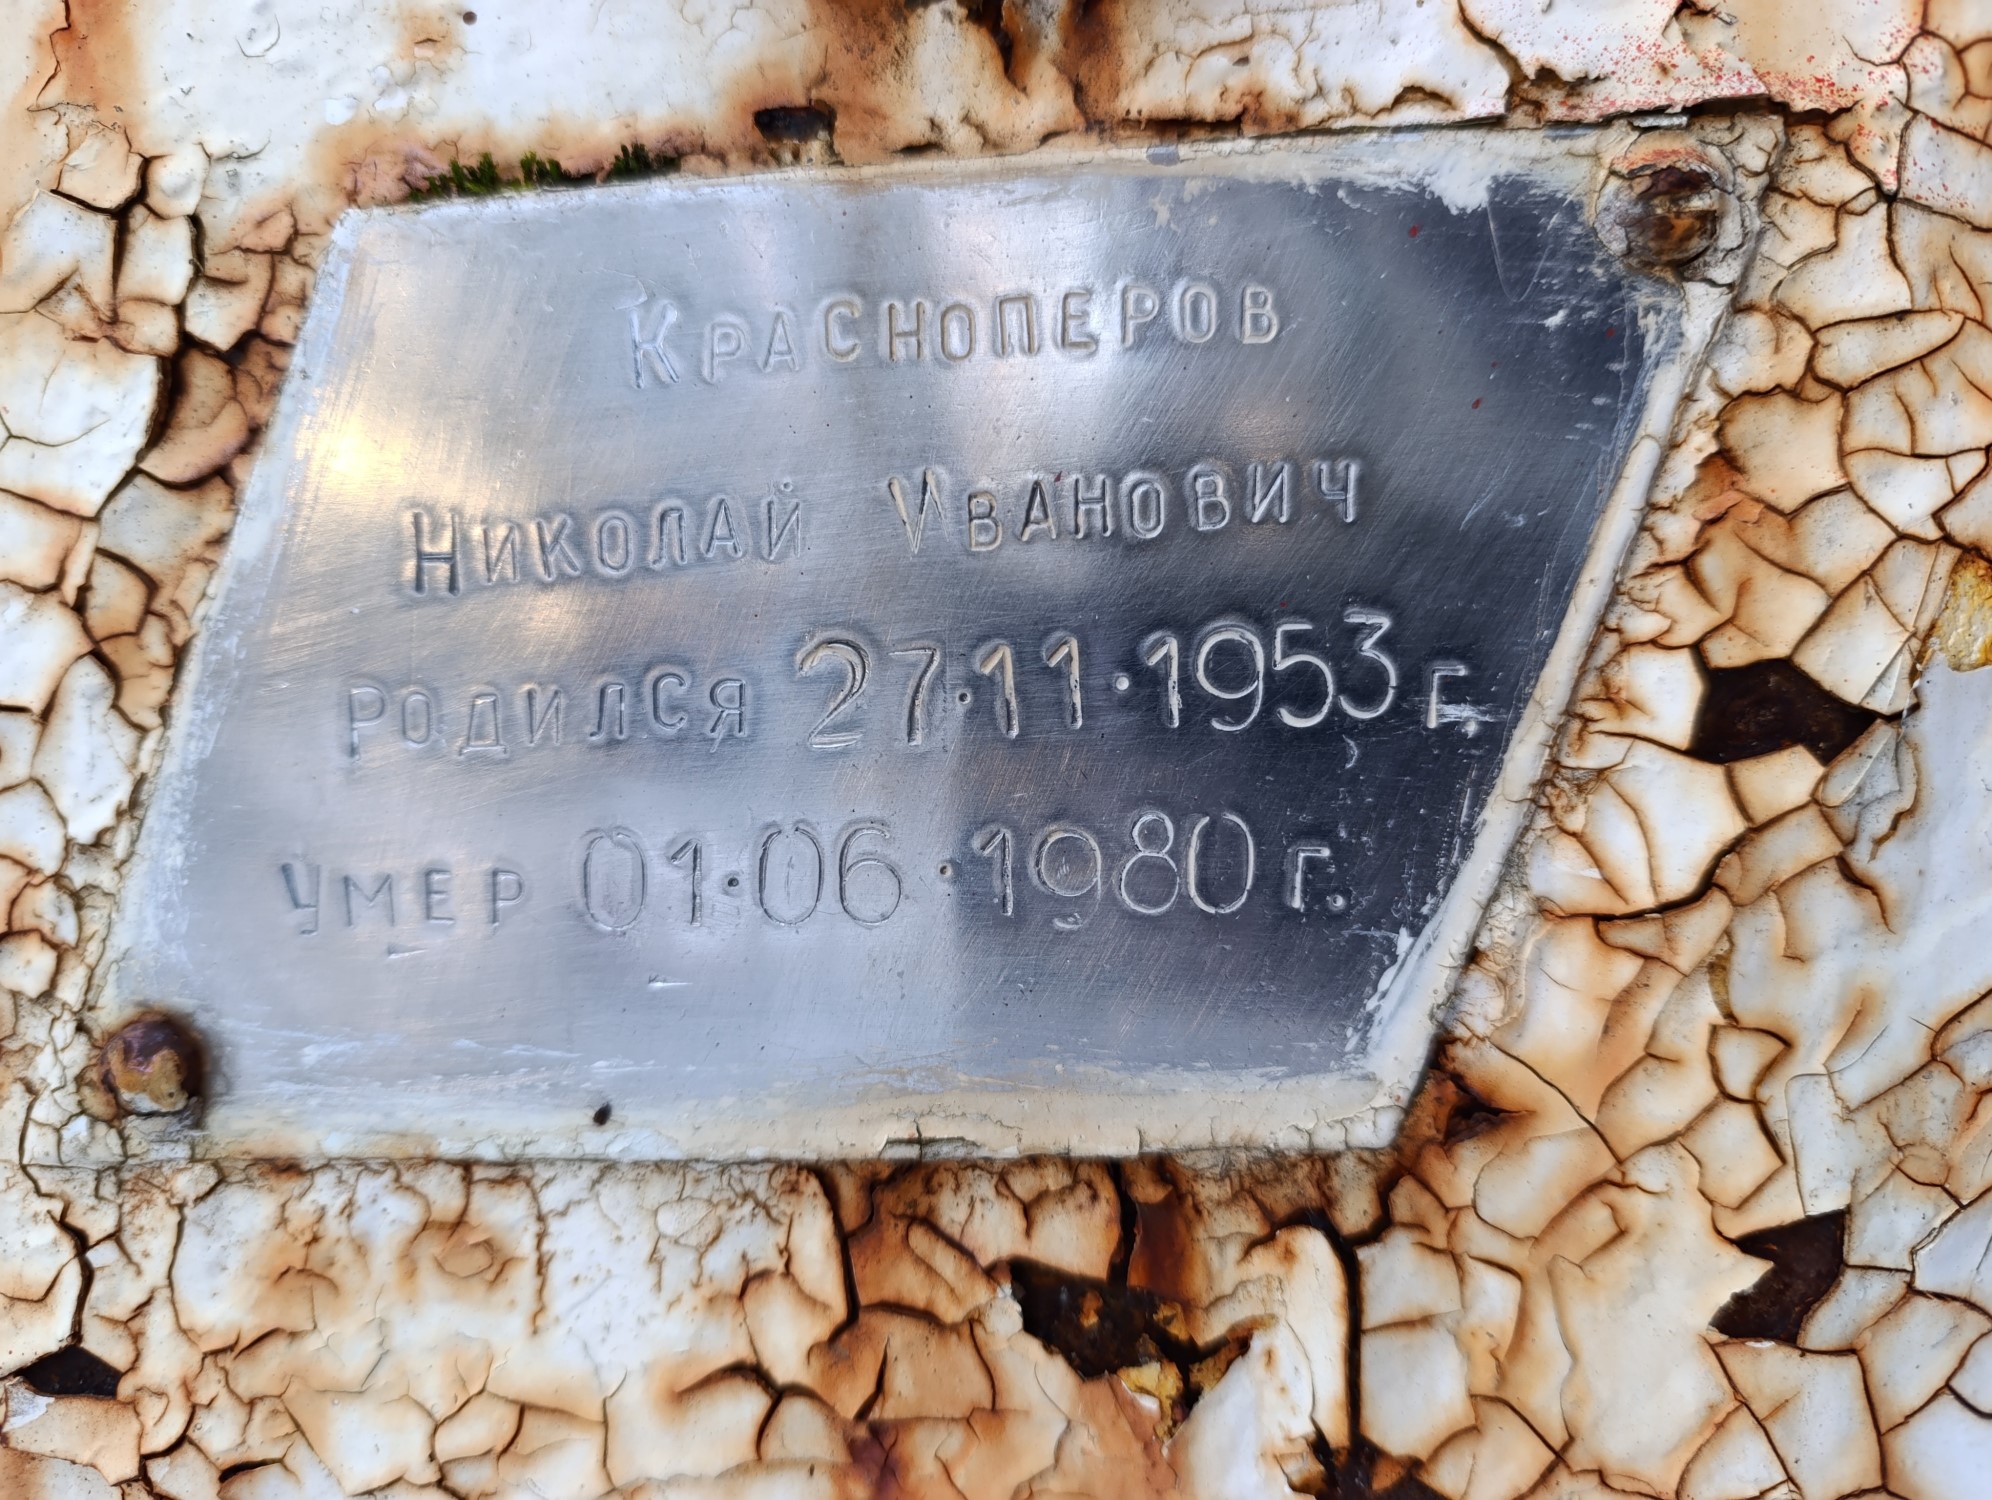 Красноперов
Николай Иванович
родился 27.11.1953 г.
умер 01.06.1980 г.